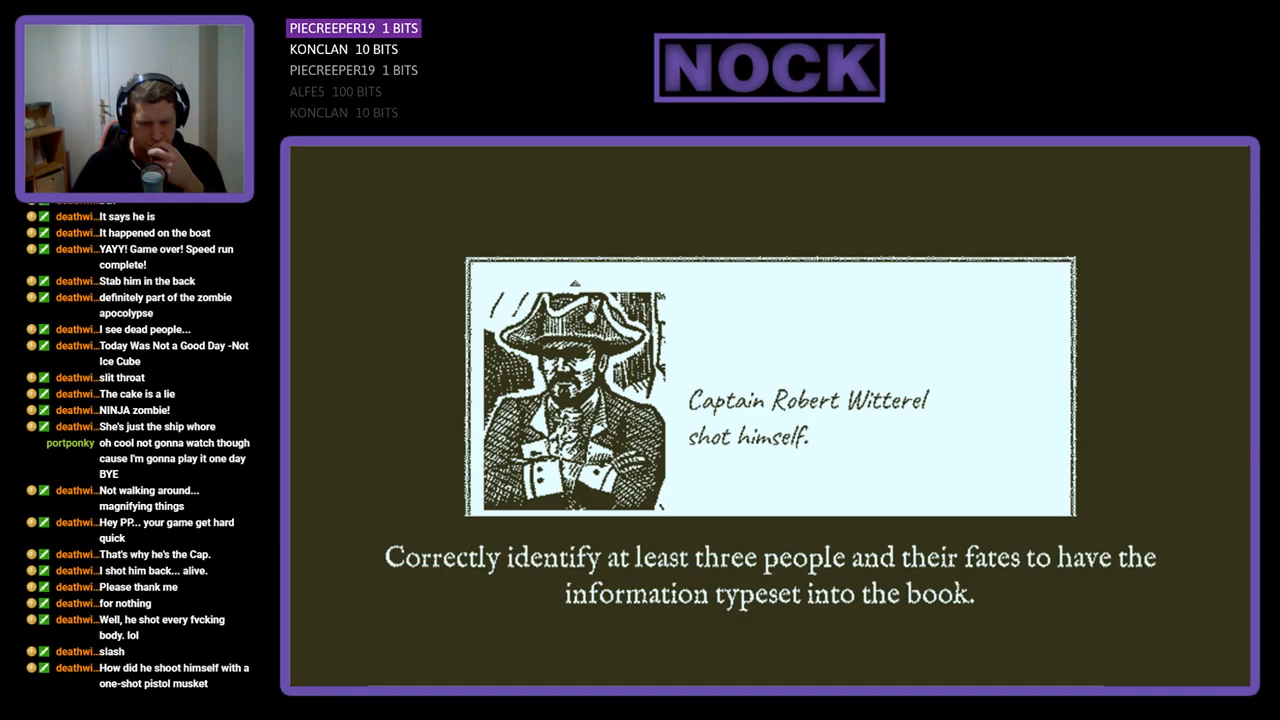 PIECREEPER19 1 BITS
KONCLAN 10 BITS
PIECREEPER19 1 BITS
ALFES 100 BITS
KONCLAN 10 BITS
NOCK
deathwi...It says he is
deathwi...It happened on the boat
deathwi...YAYY! Game over! Speed run
complete!
deathwi...Stab him in the back
deathwi...definitely part of the zombie
apocolypse
deathwi...I see dead people...
deathwi...Today Was Not a Good Day -Not
Ice Cube
deathwi...slit throat
deathwi...The cake is a lie
deathwi...NINJA zombie!
deathwi...She's just the ship whore
portponky oh cool not gonna watch though
cause I'm gonna play it one day
BYE
deathwi...Not walking around...
magnifying things
deathwi...Hey PP... your game get hard
quick
deathwi...That's why he's the Cap.
deathwi...I shot him back... alive.
deathwi...Please thank me
deathwi...for nothing
deathwi...Well, he shot every fvcking
body. lol
deathwi...slash
deathwi...How did he shoot himself with a
one-shot pistol musket
Captain Robert Witterel
shot himself.
Correctly identify at least three people and their fates to have the
information typeset into the book.